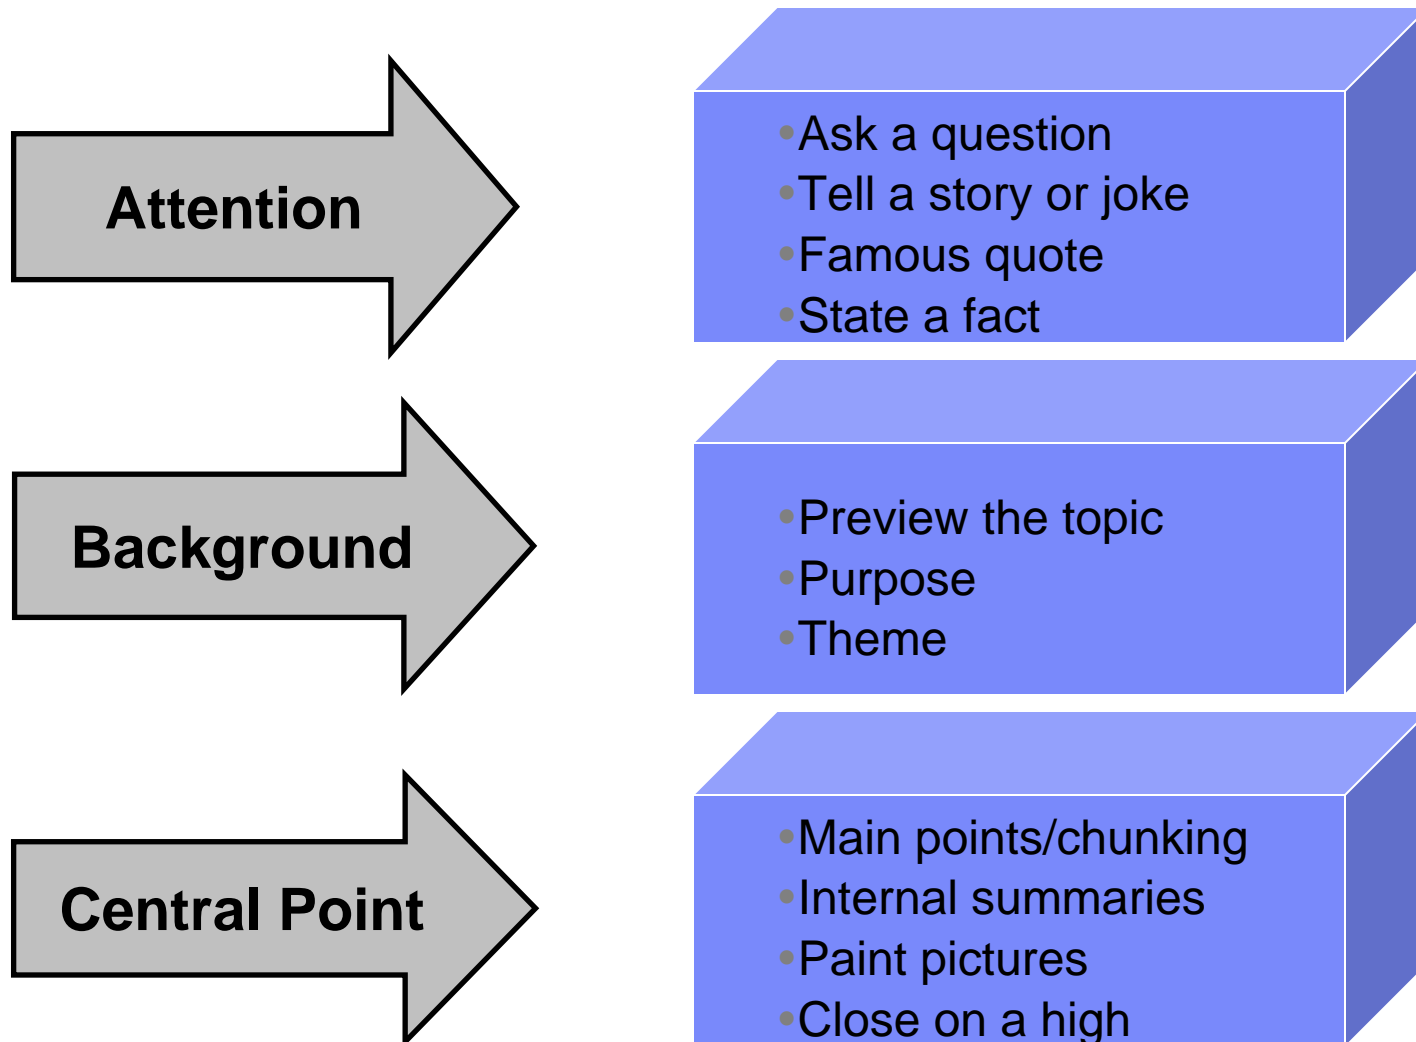 Attention
•Ask a question
•Tell a story or joke
•Famous quote
•State a fact
Background
•Preview the topic
•Purpose
•Theme
Central Point
•Main points/chunking
•Internal summaries
•Paint pictures
•Close on a high